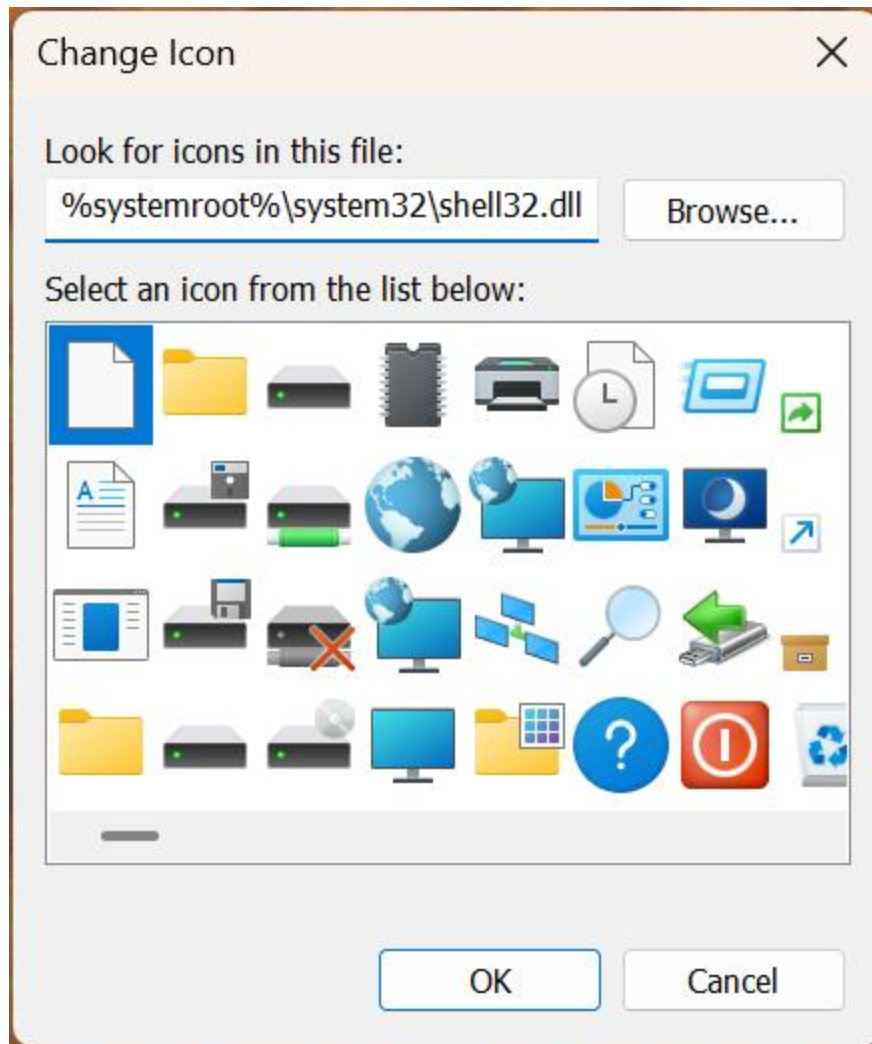 Change Icon
Look for icons in this file:
%systemroot%\system32\shell32.dll
Browse...
Select an icon from the list below:
A
?
OK
Cancel